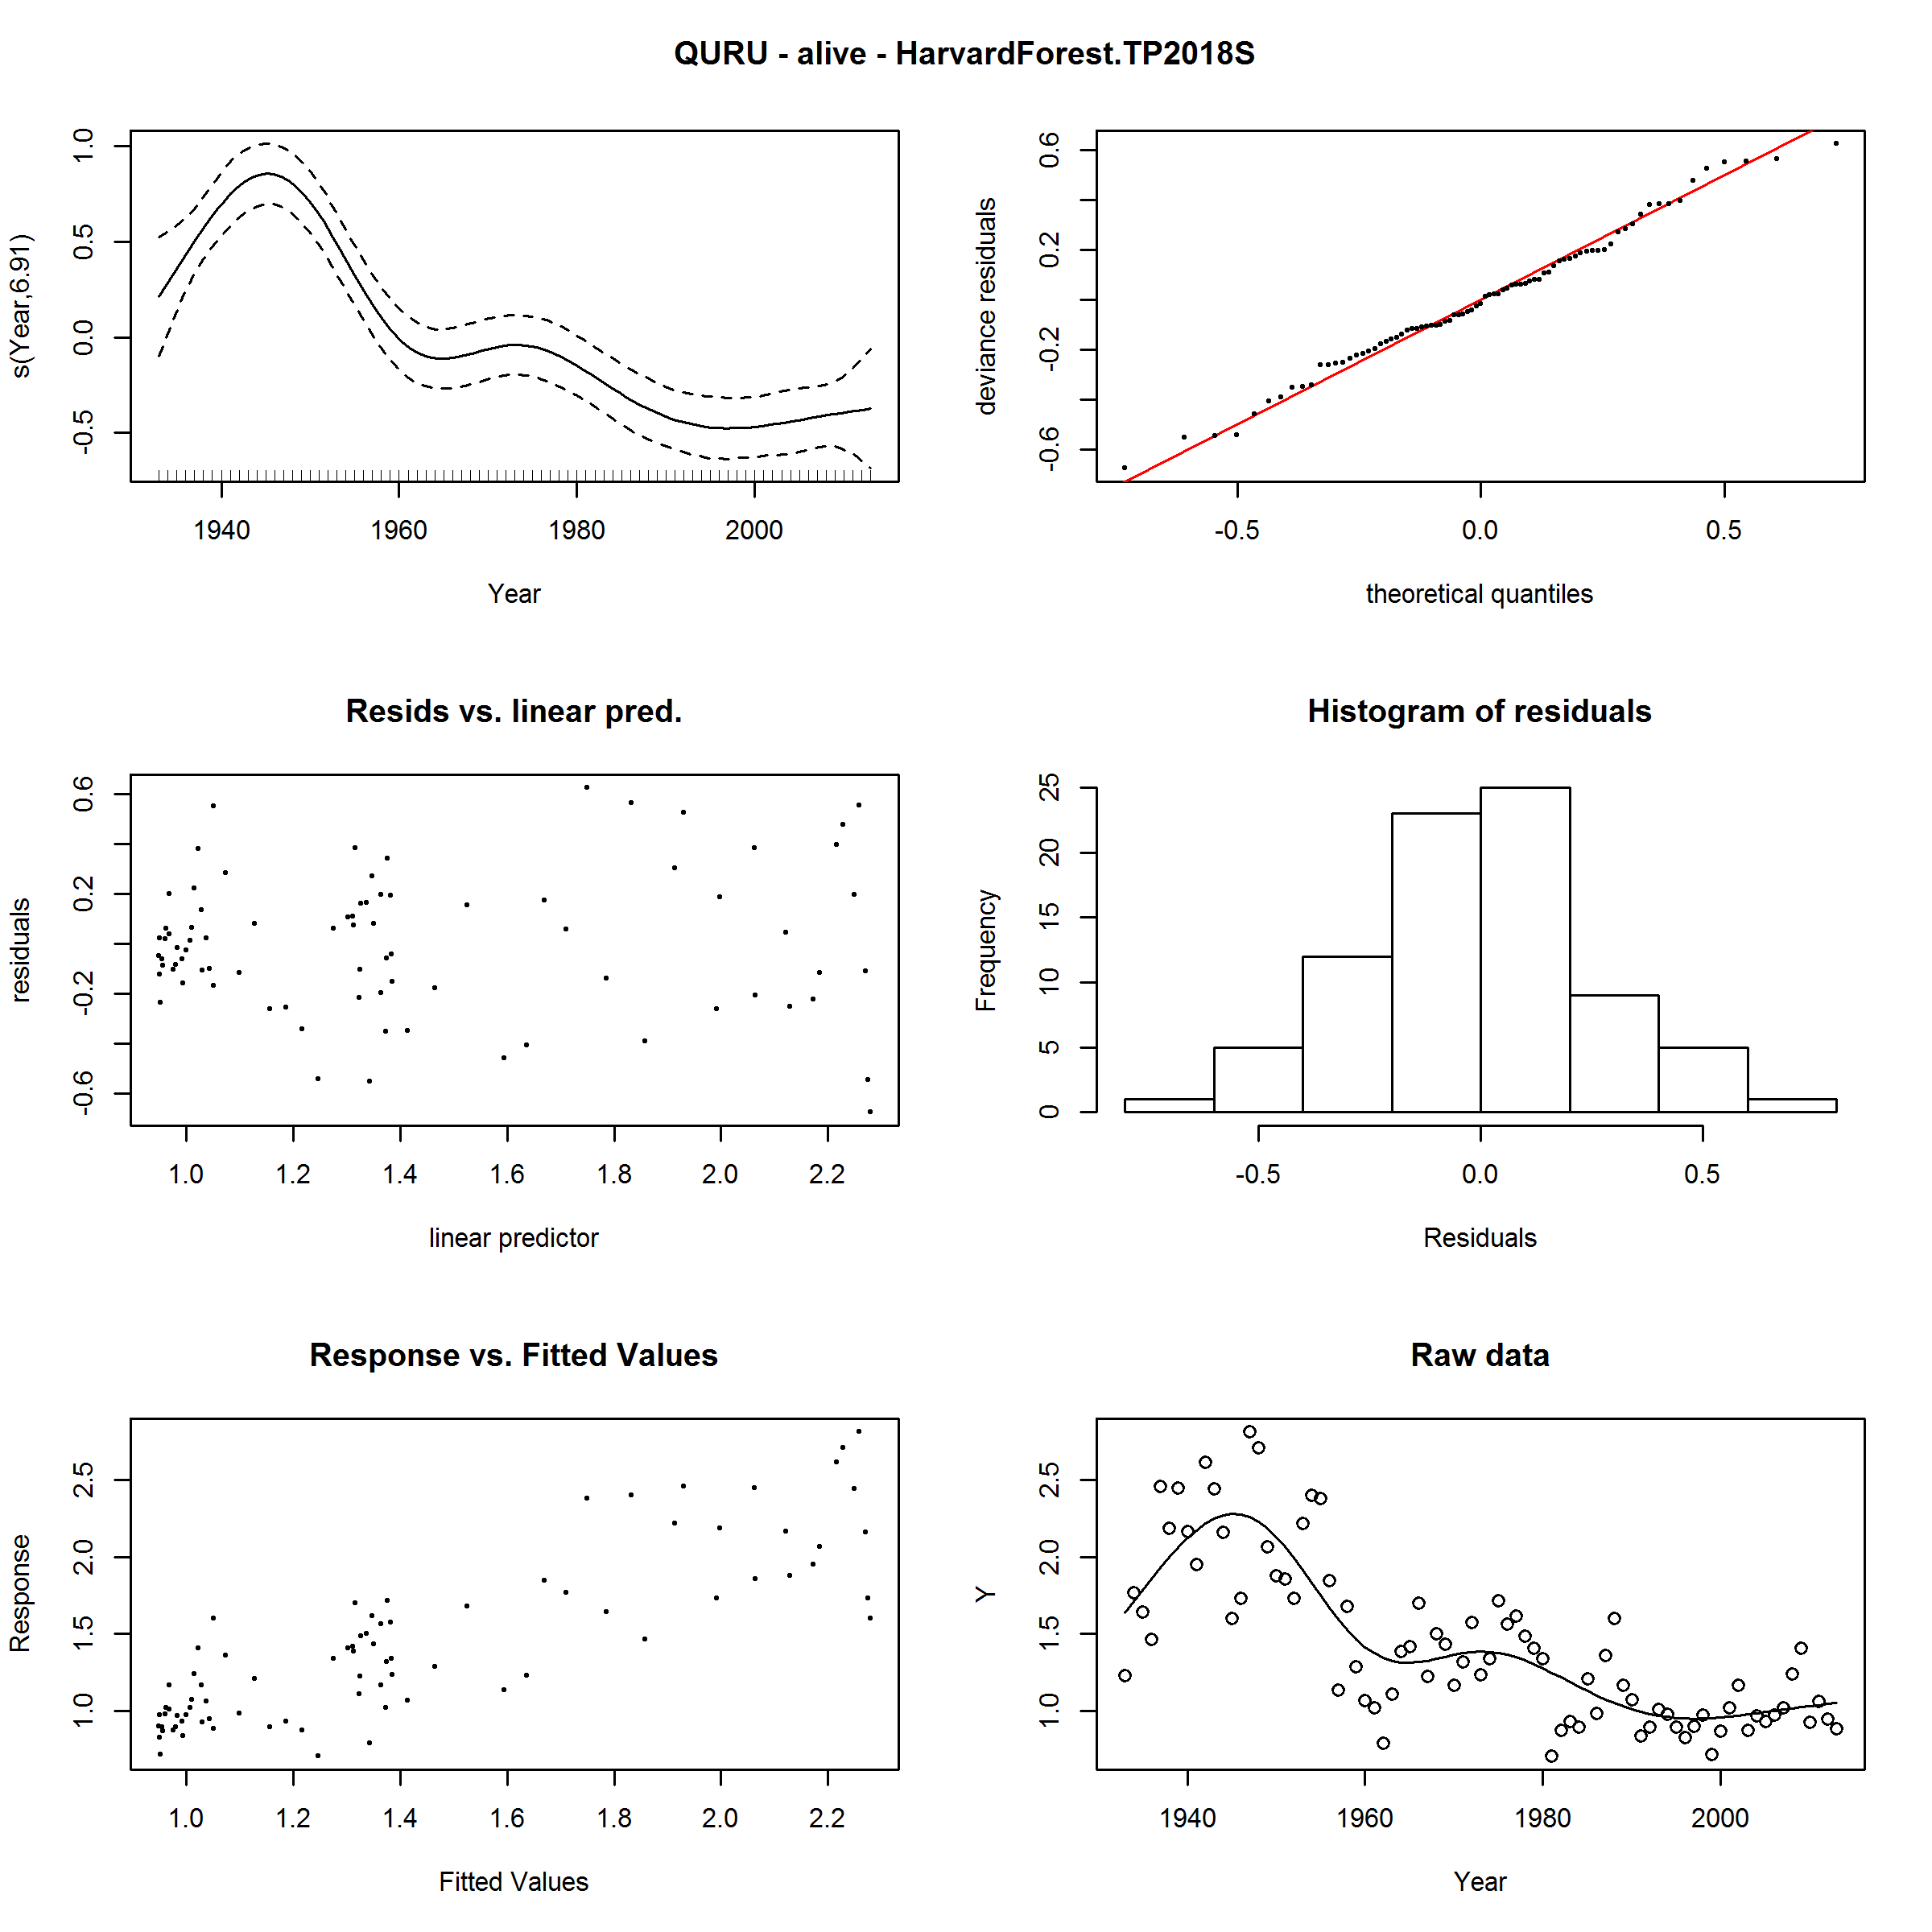 QURU - alive - HarvardForest.TP2018S
s(Year,6.91)
1.0
0.5
0.0
-0.5
1940 1960 1980 2000
Year
deviance residuals
0.6
0.2
-0.2
-0.6
-0.5 0.0 0.5
theoretical quantiles
Resids vs. linear pred.
residuals
0.6
0.2
-0.2
-0.6
1.0 1.2 1.4 1.6 1.8 2.0 2.2
linear predictor
Histogram of residuals
Frequency
25
20
15
10
5
0
-0.5 0.0 0.5
Residuals
Response vs. Fitted Values
Response
2.5
2.0
1.5
1.0
1.0 1.2 1.4 1.6 1.8 2.0 2.2
Fitted Values
Raw data
Y
2.5
2.0
1.5
1.0
1940 1960 1980 2000
Year